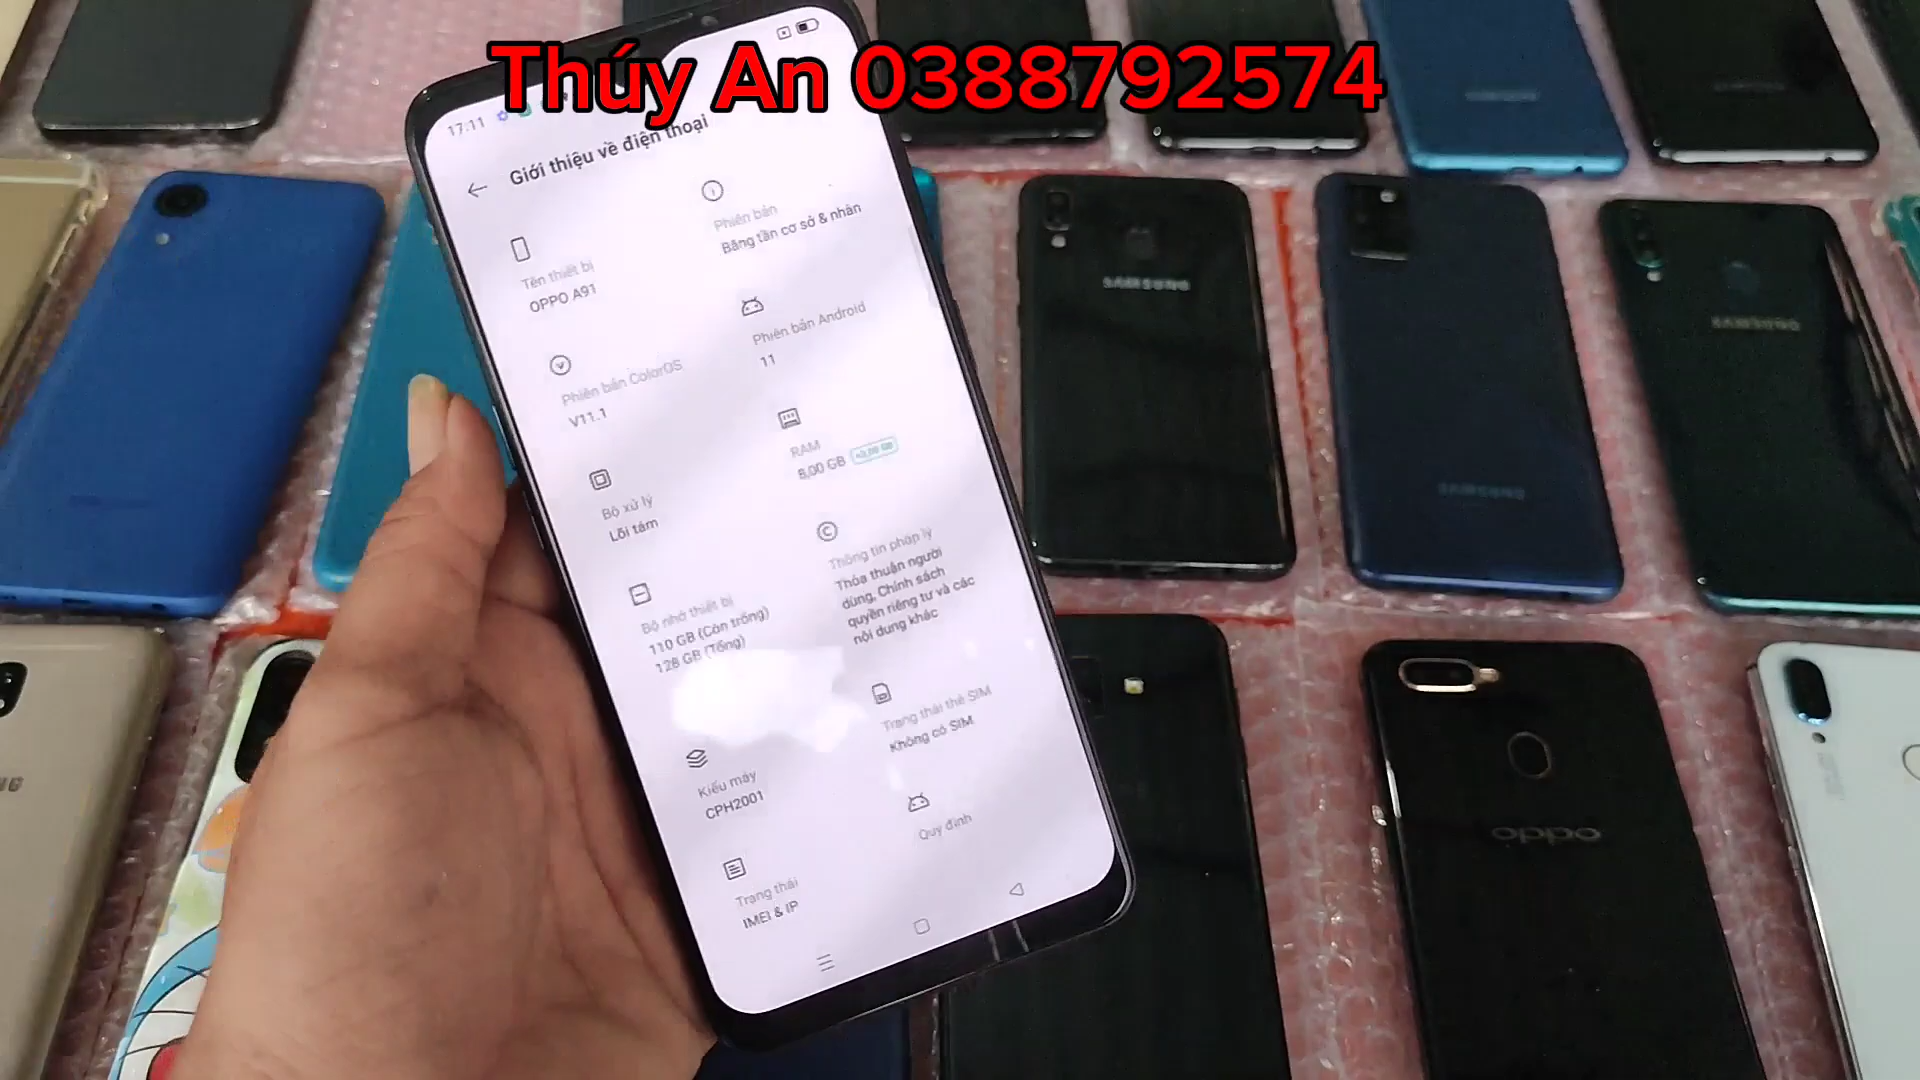 Thúy An 0388792574
17:11
Giới thiệu về điện thoại
Phiên bản
Băng tần cơ sở & nhân
Tên thiết bị
OPPO A91
Phiên bản Android
11
Phiên bản ColorOS
V11.1
RAM
8,00 GB
Bộ xử lý
Lõi tám
Thông tin pháp lý
Thỏa thuận người
dùng, Chính sách
quyền riêng tư và các
nội dung khác
Bộ nhớ thiết bị
110 GB (Còn trống)
128 GB (Tổng)
Trạng thái thẻ SIM
Không có SIM
Kiểu máy
CPH2001
Quy định
Trạng thái
IMEI & IP
SAMSUNG
SAMSUNG
SAMSUNG
oppo